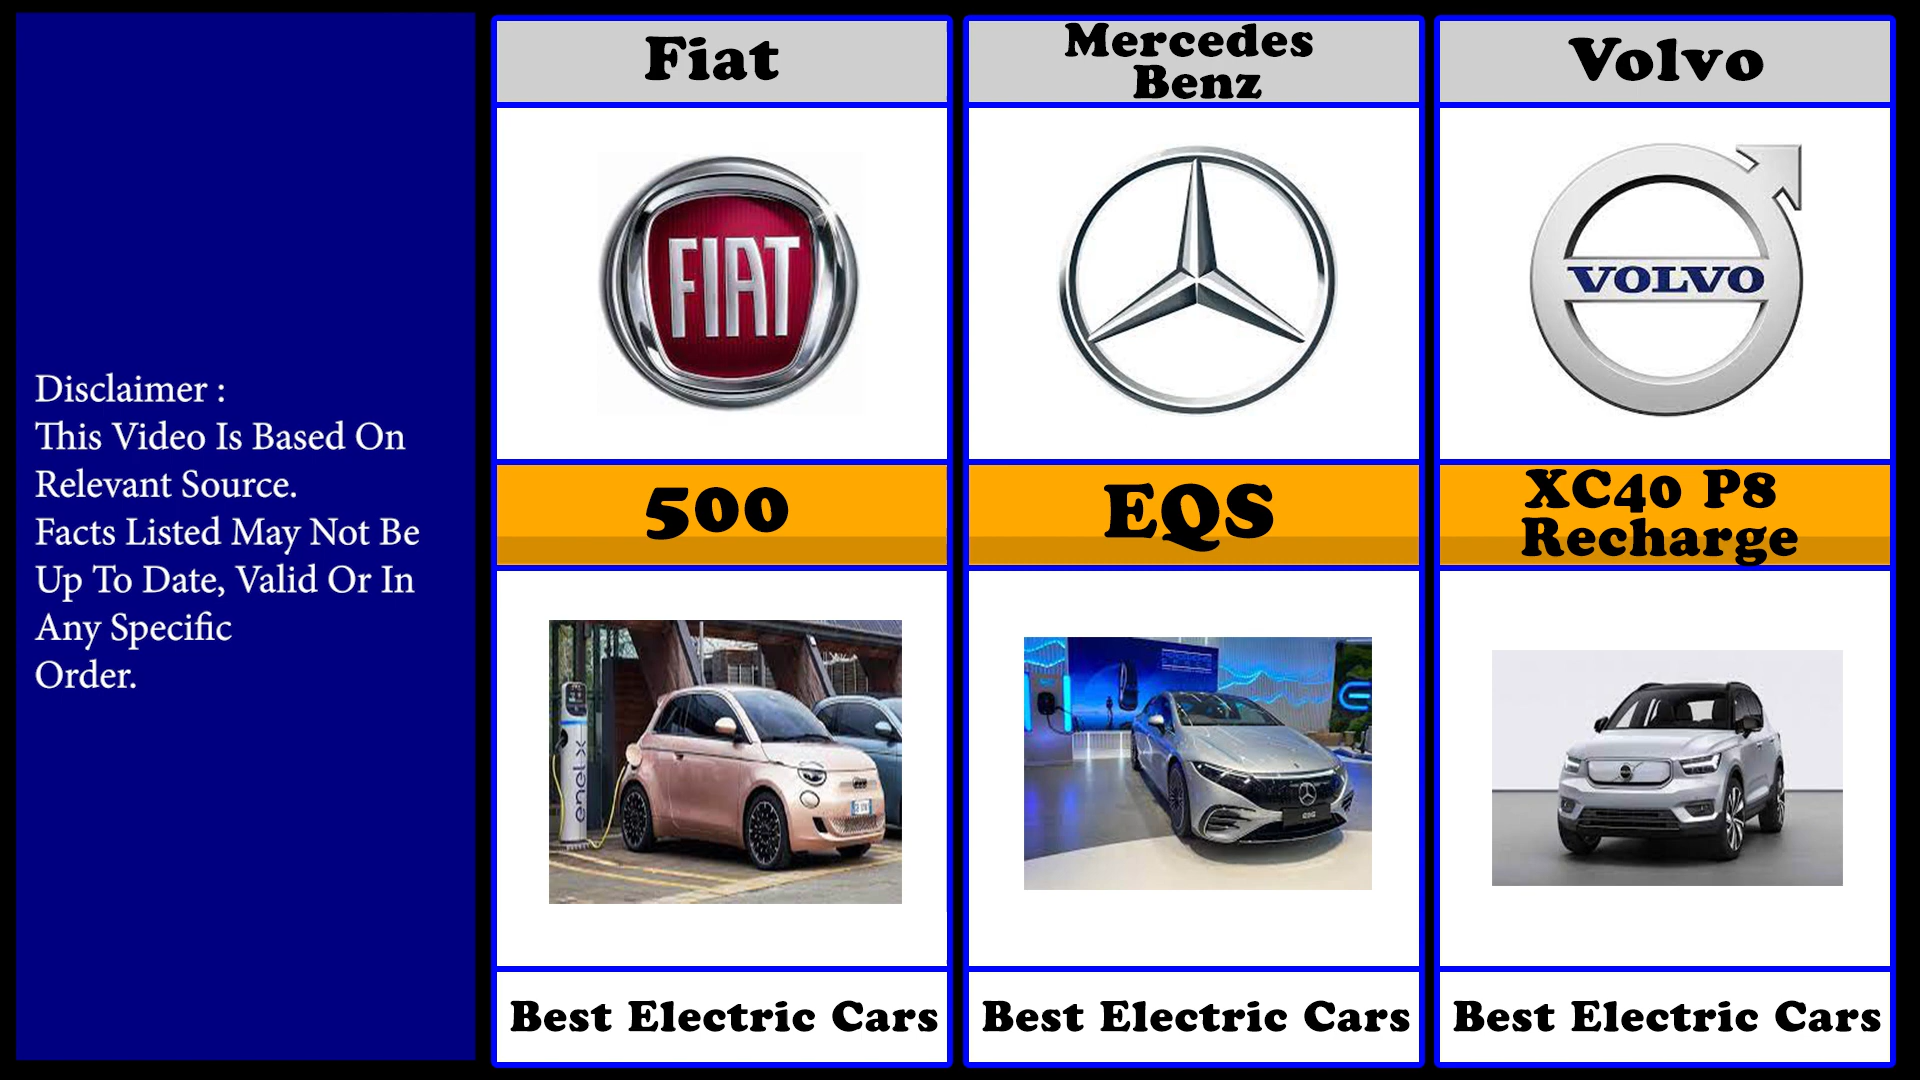 Disclaimer :
This Video Is Based On
Relevant Source.
Facts Listed May Not Be
Up To Date, Valid Or In
Any Specific
Order.
Fiat
FIAT
500
enel x
Best Electric Cars
Mercedes
Benz
EQS
EQS
Best Electric Cars
Volvo
VOLVO
XC40 P8
Recharge
Best Electric Cars